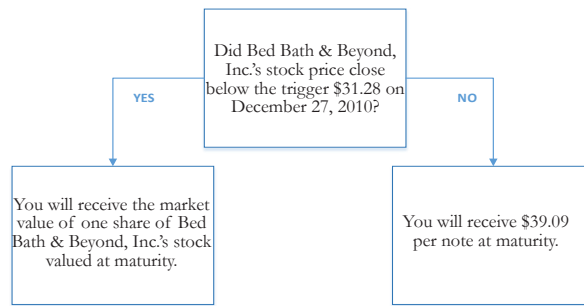 Did Bed Bath & Beyond,
Inc.'s stock price close
below the trigger $31.28 on
December 27, 2010?
YES
NO
You will receive the market
value of one share of Bed
Bath & Beyond, Inc.'s stock
valued at maturity.
You will receive $39.09
per note at maturity.